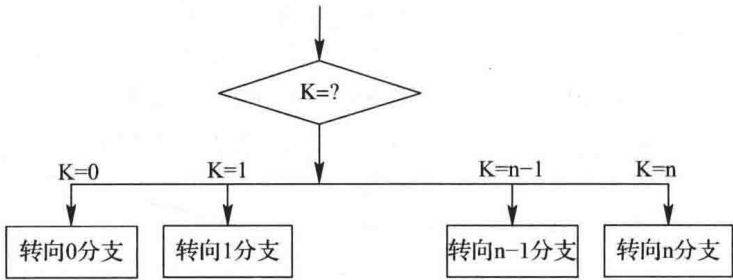 K=?
K=0
K=1
K=n-1
K=n
转向0分支
转向1分支
转向n-1分支
转向n分支